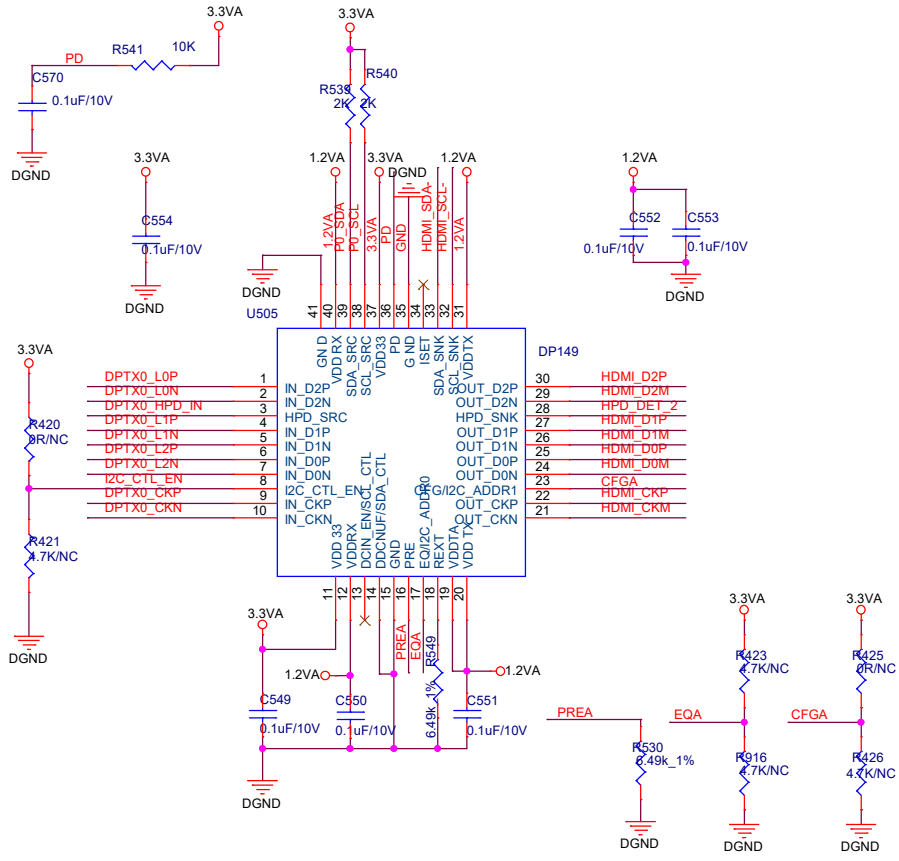 3.3VA
3.3VA
R541
10K
PD
C570
0.1uF/10V
DGND
R540
R539
2K
2K
3.3VA
C554
0.1uF/10V
DGND
1.2VA
3.3VA
DGND
1.2VA
1.2VA
P0_SDA
P0_SCL
3.3VA
PD
GND
HDMI_SDA-
HDMI_SCL-
1.2VA
1.2VA
C552
C553
0.1uF/10V
0.1uF/10V
DGND
DGND
U505
41
40
39
38
37
36
35
34
33
32
31
GN D
VDD RX
SDA_SRC
SCL_SRC
VDD33
PD
G ND
ISET
SDA_SNK
SCL_SNK
VDDTX
DP149
3.3VA
R420
0R/NC
R421
4.7K/NC
DGND
DPTX0_L0P
1
IN_D2P
OUT_D2P
30
HDMI_D2P
DPTX0_L0N
2
IN_D2N
OUT_D2N
29
HDMI_D2M
DPTX0_HPD_IN
3
HPD_SRC
HPD_SNK
28
HPD_DET_2
DPTX0_L1P
4
IN_D1P
OUT_D1P
27
HDMI_D1P
DPTX0_L1N
5
IN_D1N
OUT_D1N
26
HDMI_D1M
DPTX0_L2P
6
IN_D0P
OUT_D0P
25
HDMI_D0P
DPTX0_L2N
7
IN_D0N
OUT_D0N
24
HDMI_D0M
I2C_CTL_EN
8
I2C_CTL_EN
CFG/I2C_ADDR1
23
CFGA
DPTX0_CKP
9
IN_CKP
OUT_CKP
22
HDMI_CKP
DPTX0_CKN
10
IN_CKN
OUT_CKN
21
HDMI_CKM
VDD 33
VDDRX
DCIN_EN/SCL_CTL
DDCNUF/SDA_CTL
GND
PRE
EQ/I2C_ADDR0
REXT
VDDTA
VDD TX
11
12
13
14
15
16
17
18
19
20
3.3VA
1.2VA
PREA
EQA
R549
6.49k_1%
1.2VA
C549
0.1uF/10V
C550
0.1uF/10V
C551
0.1uF/10V
DGND
PREA
R530
6.49k_1%
DGND
3.3VA
R423
4.7K/NC
EQA
R916
4.7K/NC
DGND
3.3VA
R425
0R/NC
CFGA
R426
4.7K/NC
DGND